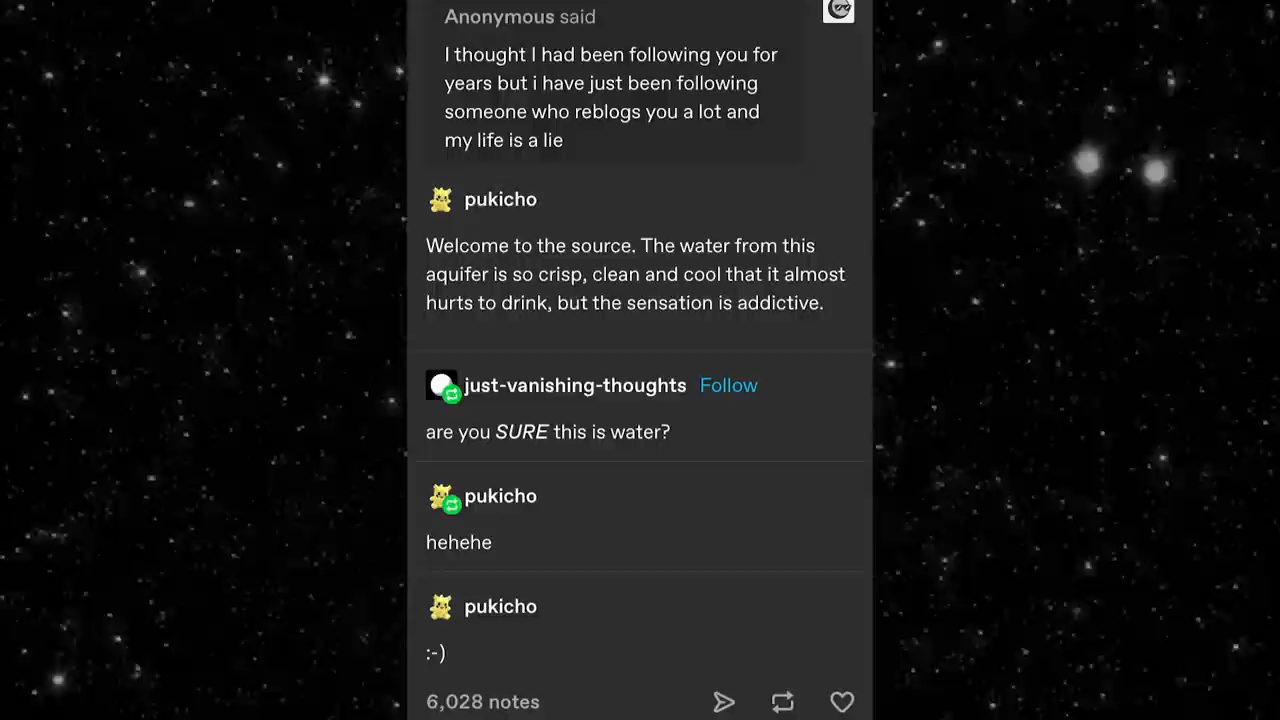 Anonymous said
I thought I had been following you for
years but i have just been following
someone who reblogs you a lot and
my life is a lie
pukicho
Welcome to the source. The water from this
aquifer is so crisp, clean and cool that it almost
hurts to drink, but the sensation is addictive.
just-vanishing-thoughts Follow
are you SURE this is water?
pukicho
hehehe
pukicho
:-)
6,028 notes